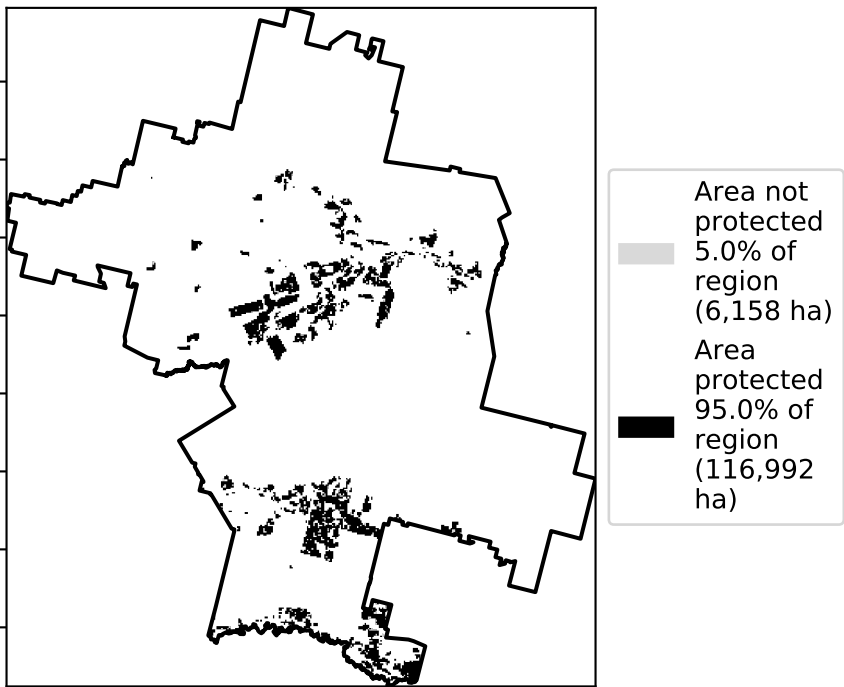 Area not
protected
5.0% of
region
(6,158 ha)
Area
protected
95.0% of
region
(116,992
ha)